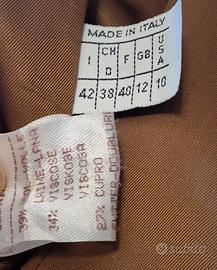 MADE IN ITALY
I CH D F GB USA
42 38 40 12 10
LAINE-LANA
34% VISCOSE
VISKOSE
VISCOSA
27% CUPRO
subito